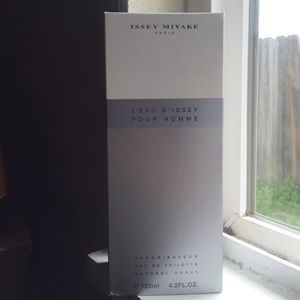 ISSEY MIYAKE
PARIS
L'EAU D'ISSEY
POUR HOMME
VAPORISATEUR
EAU DE TOILETTE
NATURAL SPRAY
℮ 125ml 4.2FL.OZ.